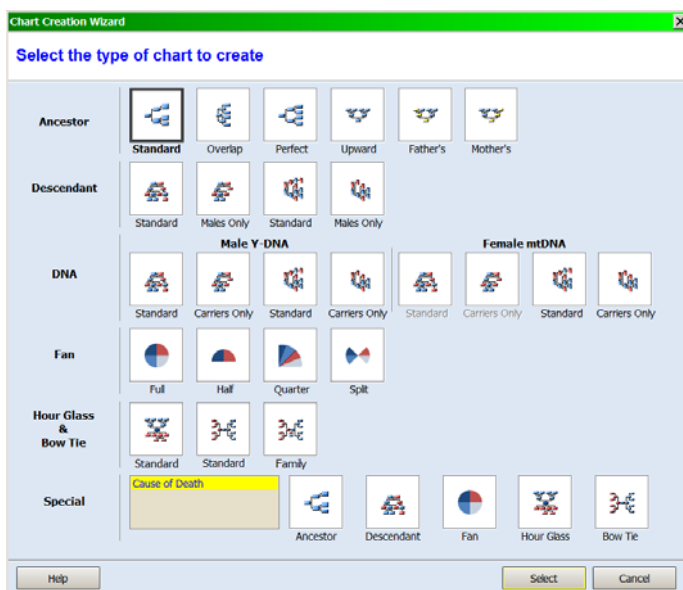 Chart Creation Wizard
Select the type of chart to create
Ancestor
Standard Overlap Perfect Upward Father's Mother's
Descendant
Standard Males Only Standard Males Only
Male Y-DNA Female mtDNA
DNA
Standard Carriers Only Standard Carriers Only Standard Carriers Only Standard Carriers Only
Fan
Full Half Quarter Split
Hour Glass
&
Bow Tie
Standard Standard Family
Special
Cause of Death
Ancestor Descendant Fan Hour Glass Bow Tie
Help Select Cancel